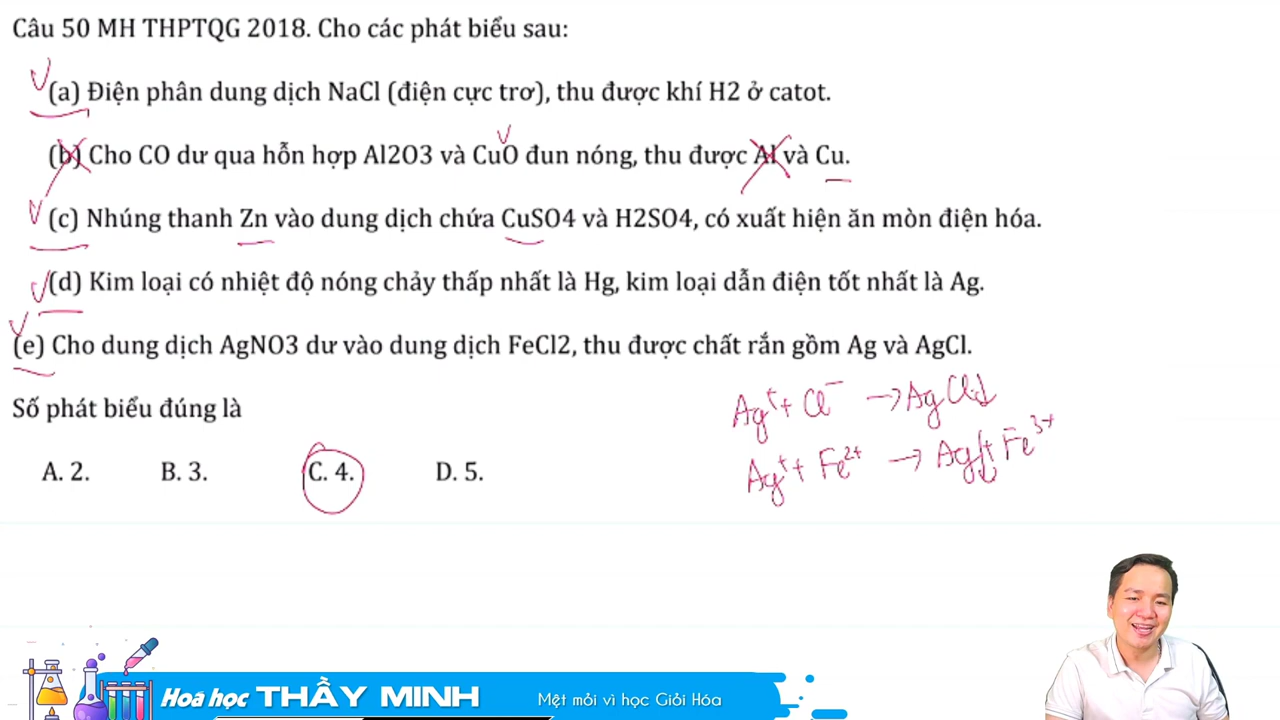 Câu 50 MH THPTQG 2018. Cho các phát biểu sau:
(a) Điện phân dung dịch NaCl (điện cực trơ), thu được khí H2 ở catot.
(b) Cho CO dư qua hỗn hợp Al2O3 và CuO đun nóng, thu được Al và Cu.
(c) Nhúng thanh Zn vào dung dịch chứa CuSO4 và H2SO4, có xuất hiện ăn mòn điện hóa.
(d) Kim loại có nhiệt độ nóng chảy thấp nhất là Hg, kim loại dẫn điện tốt nhất là Ag.
(e) Cho dung dịch AgNO3 dư vào dung dịch FeCl2, thu được chất rắn gồm Ag và AgCl.
Ag⁺ + Cl⁻ → AgCl↓
Số phát biểu đúng là
Ag⁺ + Fe²⁺ → Ag↓ + Fe³⁺
A. 2. B. 3. C. 4. D. 5.
Hoá học THẦY MINH Mệt mỏi vì học Giỏi Hóa